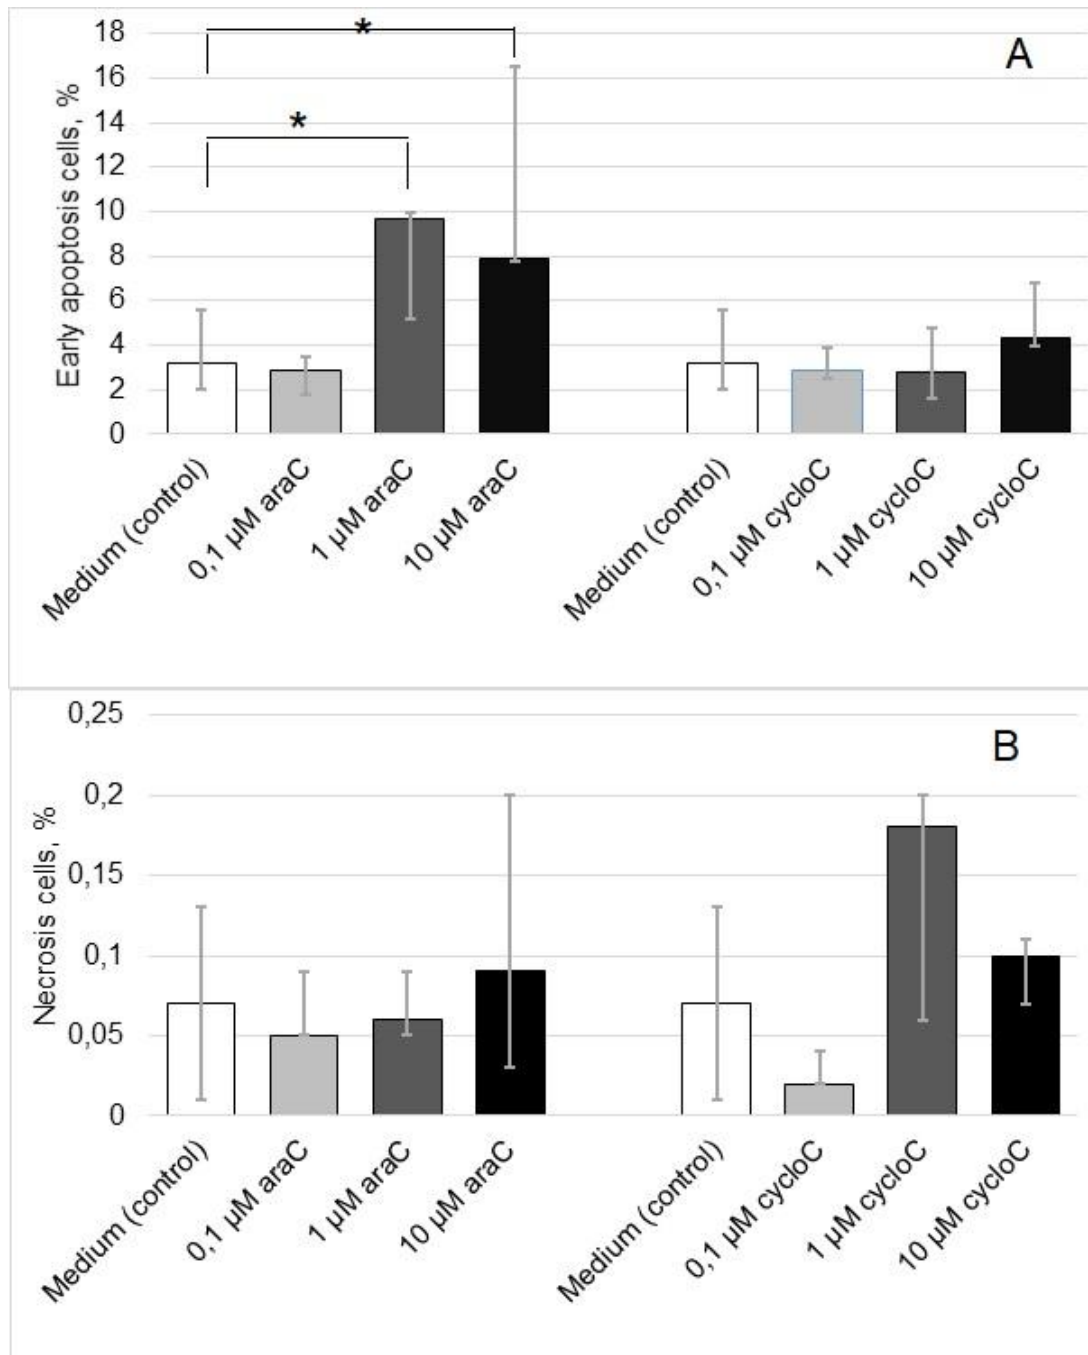 A
Early apoptosis cells, %
18
16
14
12
10
8
6
4
2
0
*
*
Medium (control)
0,1 µM araC
1 µM araC
10 µM araC
Medium (control)
0,1 µM cycloC
1 µM cycloC
10 µM cycloC
B
Necrosis cells, %
0,25
0,2
0,15
0,1
0,05
0
Medium (control)
0,1 µM araC
1 µM araC
10 µM araC
Medium (control)
0,1 µM cycloC
1 µM cycloC
10 µM cycloC